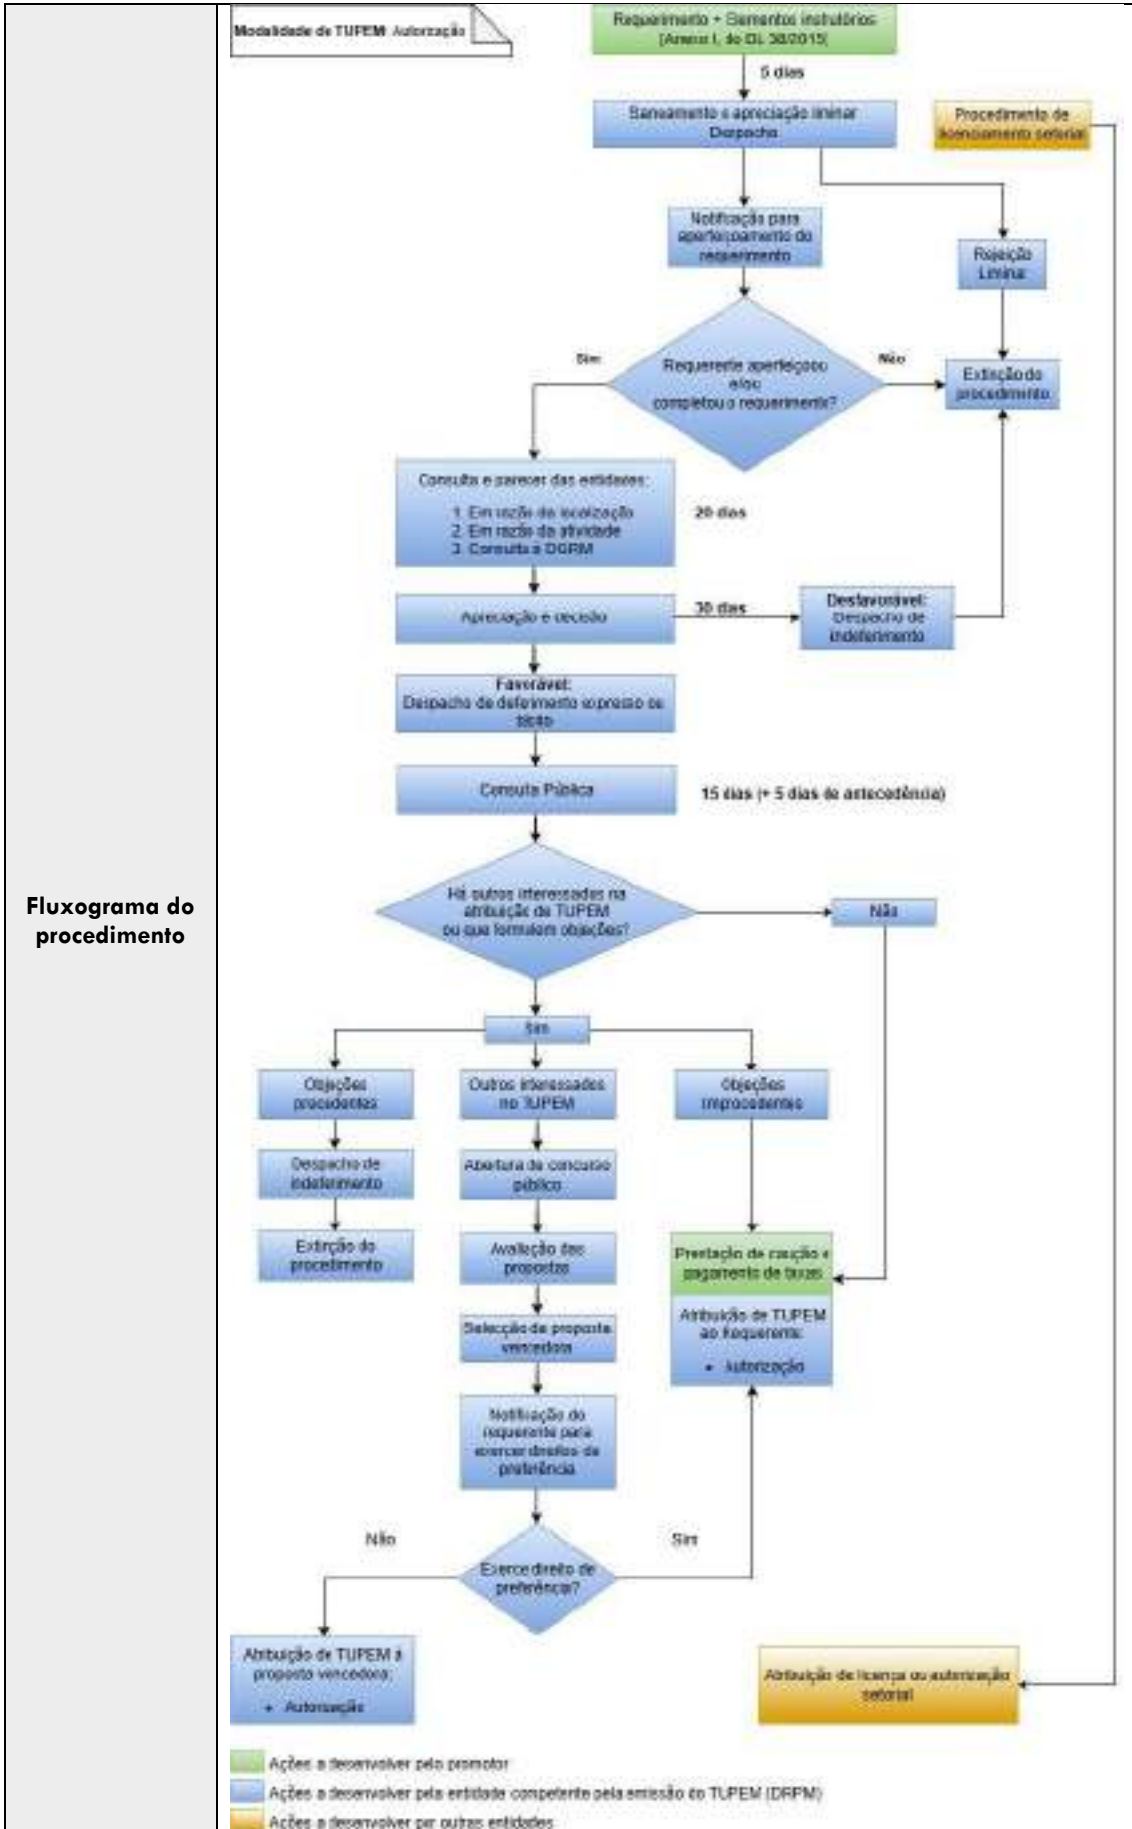 Modalidade de TUPEM: Autorização
Requerimento + Elementos instrutórios
(Anexo I, do DL 38/2015)
5 dias
Saneamento e apreciação liminar
Despacho
Procedimento de
licenciamento setorial
Notificação para
aperfeiçoamento do
requerimento
Rejeição
Liminar
Sim
Requerente aperfeiçoou
e/ou
completou o requerimento?
Não
Extinção do
procedimento
Consulta e parecer das entidades:
1. Em razão da localização
2. Em razão da atividade
3. Consulta à DGRM
20 dias
Apreciação e decisão
30 dias
Desfavorável:
Despacho de
indeferimento
Favorável:
Despacho de deferimento expresso ou
tácito
Consulta Pública
15 dias (+ 5 dias de antecedência)
Fluxograma do
procedimento
Há outros interessados na
atribuição de TUPEM
ou que formulem objeções?
Não
Sim
Objeções
procedentes
Outros interessados
no TUPEM
Objeções
Improcedentes
Despacho de
indeferimento
Abertura de concurso
público
Extinção do
procedimento
Avaliação das
propostas
Prestação de caução e
pagamento de taxas
Selecção de proposta
vencedora
Atribuição de TUPEM
ao Requerente:
• Autorização
Notificação do
requerente para
exercer direitos de
preferência
Não
Sim
Exerce direito de
preferência?
Atribuição de TUPEM à
proposta vencedora:
• Autorização
Atribuição de licença ou autorização
setorial
Ações a desenvolver pelo promotor
Ações a desenvolver pela entidade competente pela emissão do TUPEM (DRPM)
Ações a desenvolver por outras entidades